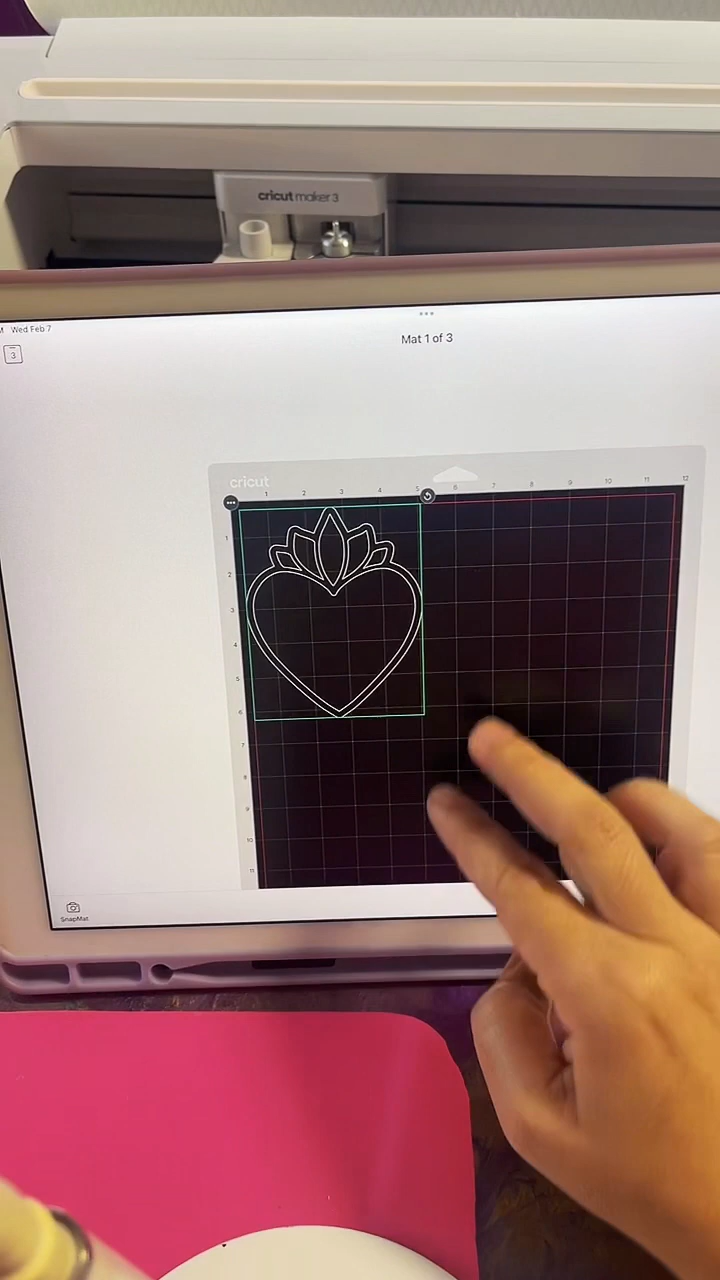 cricut maker 3
Wed Feb 7
3
Mat 1 of 3
cricut
1 2 3 4 5 6 7 8 9 10 11 12
1
2
3
4
5
6
7
8
9
10
11
SnapMat